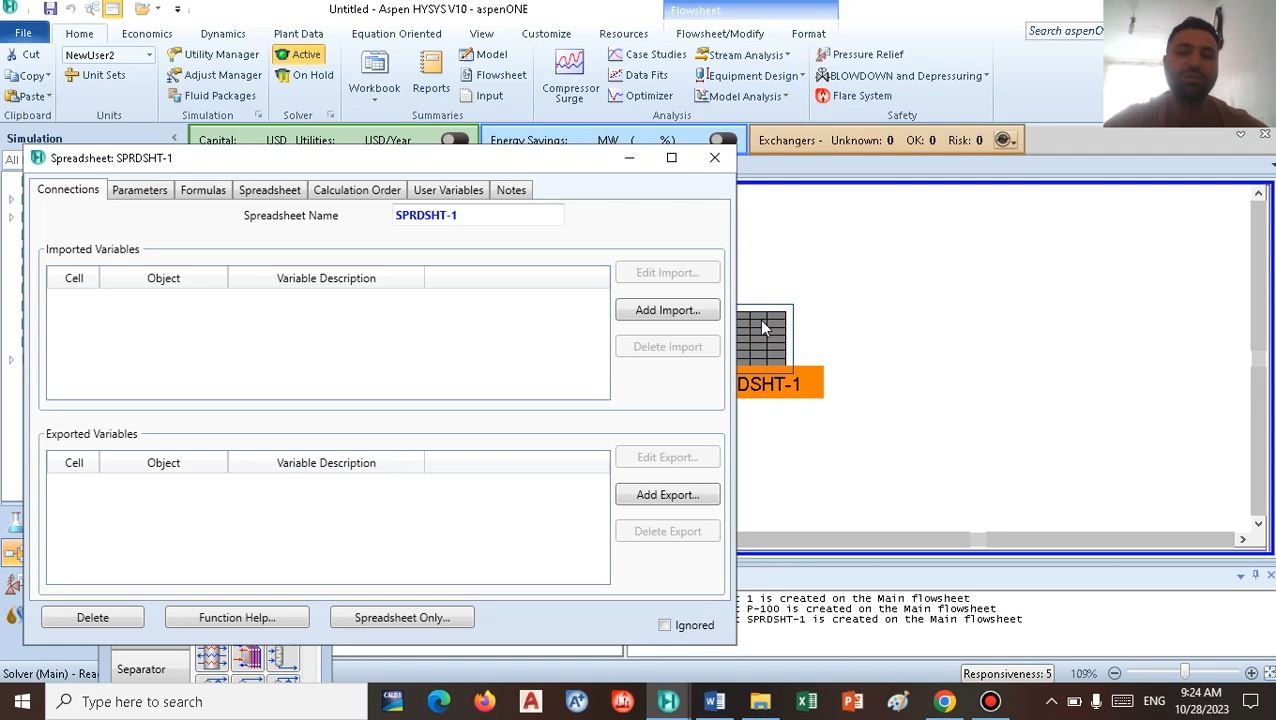 Untitled - Aspen HYSYS V10 - aspenONE
Flowsheet
File
Home
Economics
Dynamics
Plant Data
Equation Oriented
View
Customize
Resources
Flowsheet/Modify
Format
Search aspenO
Cut
Copy
Paste
Clipboard
NewUser2
Unit Sets
Units
Utility Manager
Adjust Manager
Fluid Packages
Simulation
Active
On Hold
Solver
Workbook
Reports
Model
Flowsheet
Input
Summaries
Compressor Surge
Case Studies
Data Fits
Optimizer
Stream Analysis
Equipment Design
Model Analysis
Analysis
Pressure Relief
BLOWDOWN and Depressuring
Flare System
Safety
Simulation
Capital: USD Utilities: USD/Year
Energy Savings: MW ( %)
Exchangers - Unknown: 0 OK: 0 Risk: 0
All
Spreadsheet: SPRDSHT-1
Connections
Parameters
Formulas
Spreadsheet
Calculation Order
User Variables
Notes
Spreadsheet Name
SPRDSHT-1
Imported Variables
Cell Object Variable Description
Edit Import...
Add Import...
Delete Import
DSHT-1
Exported Variables
Cell Object Variable Description
Edit Export...
Add Export...
Delete Export
Delete
Function Help...
Spreadsheet Only...
Ignored
1 is created on the Main flowsheet
P-100 is created on the Main flowsheet
SPRDSHT-1 is created on the Main flowsheet
Solver (Main) - Rea
Separator
Responsiveness: 5
109%
Type here to search
ENG
9:24 AM
10/28/2023